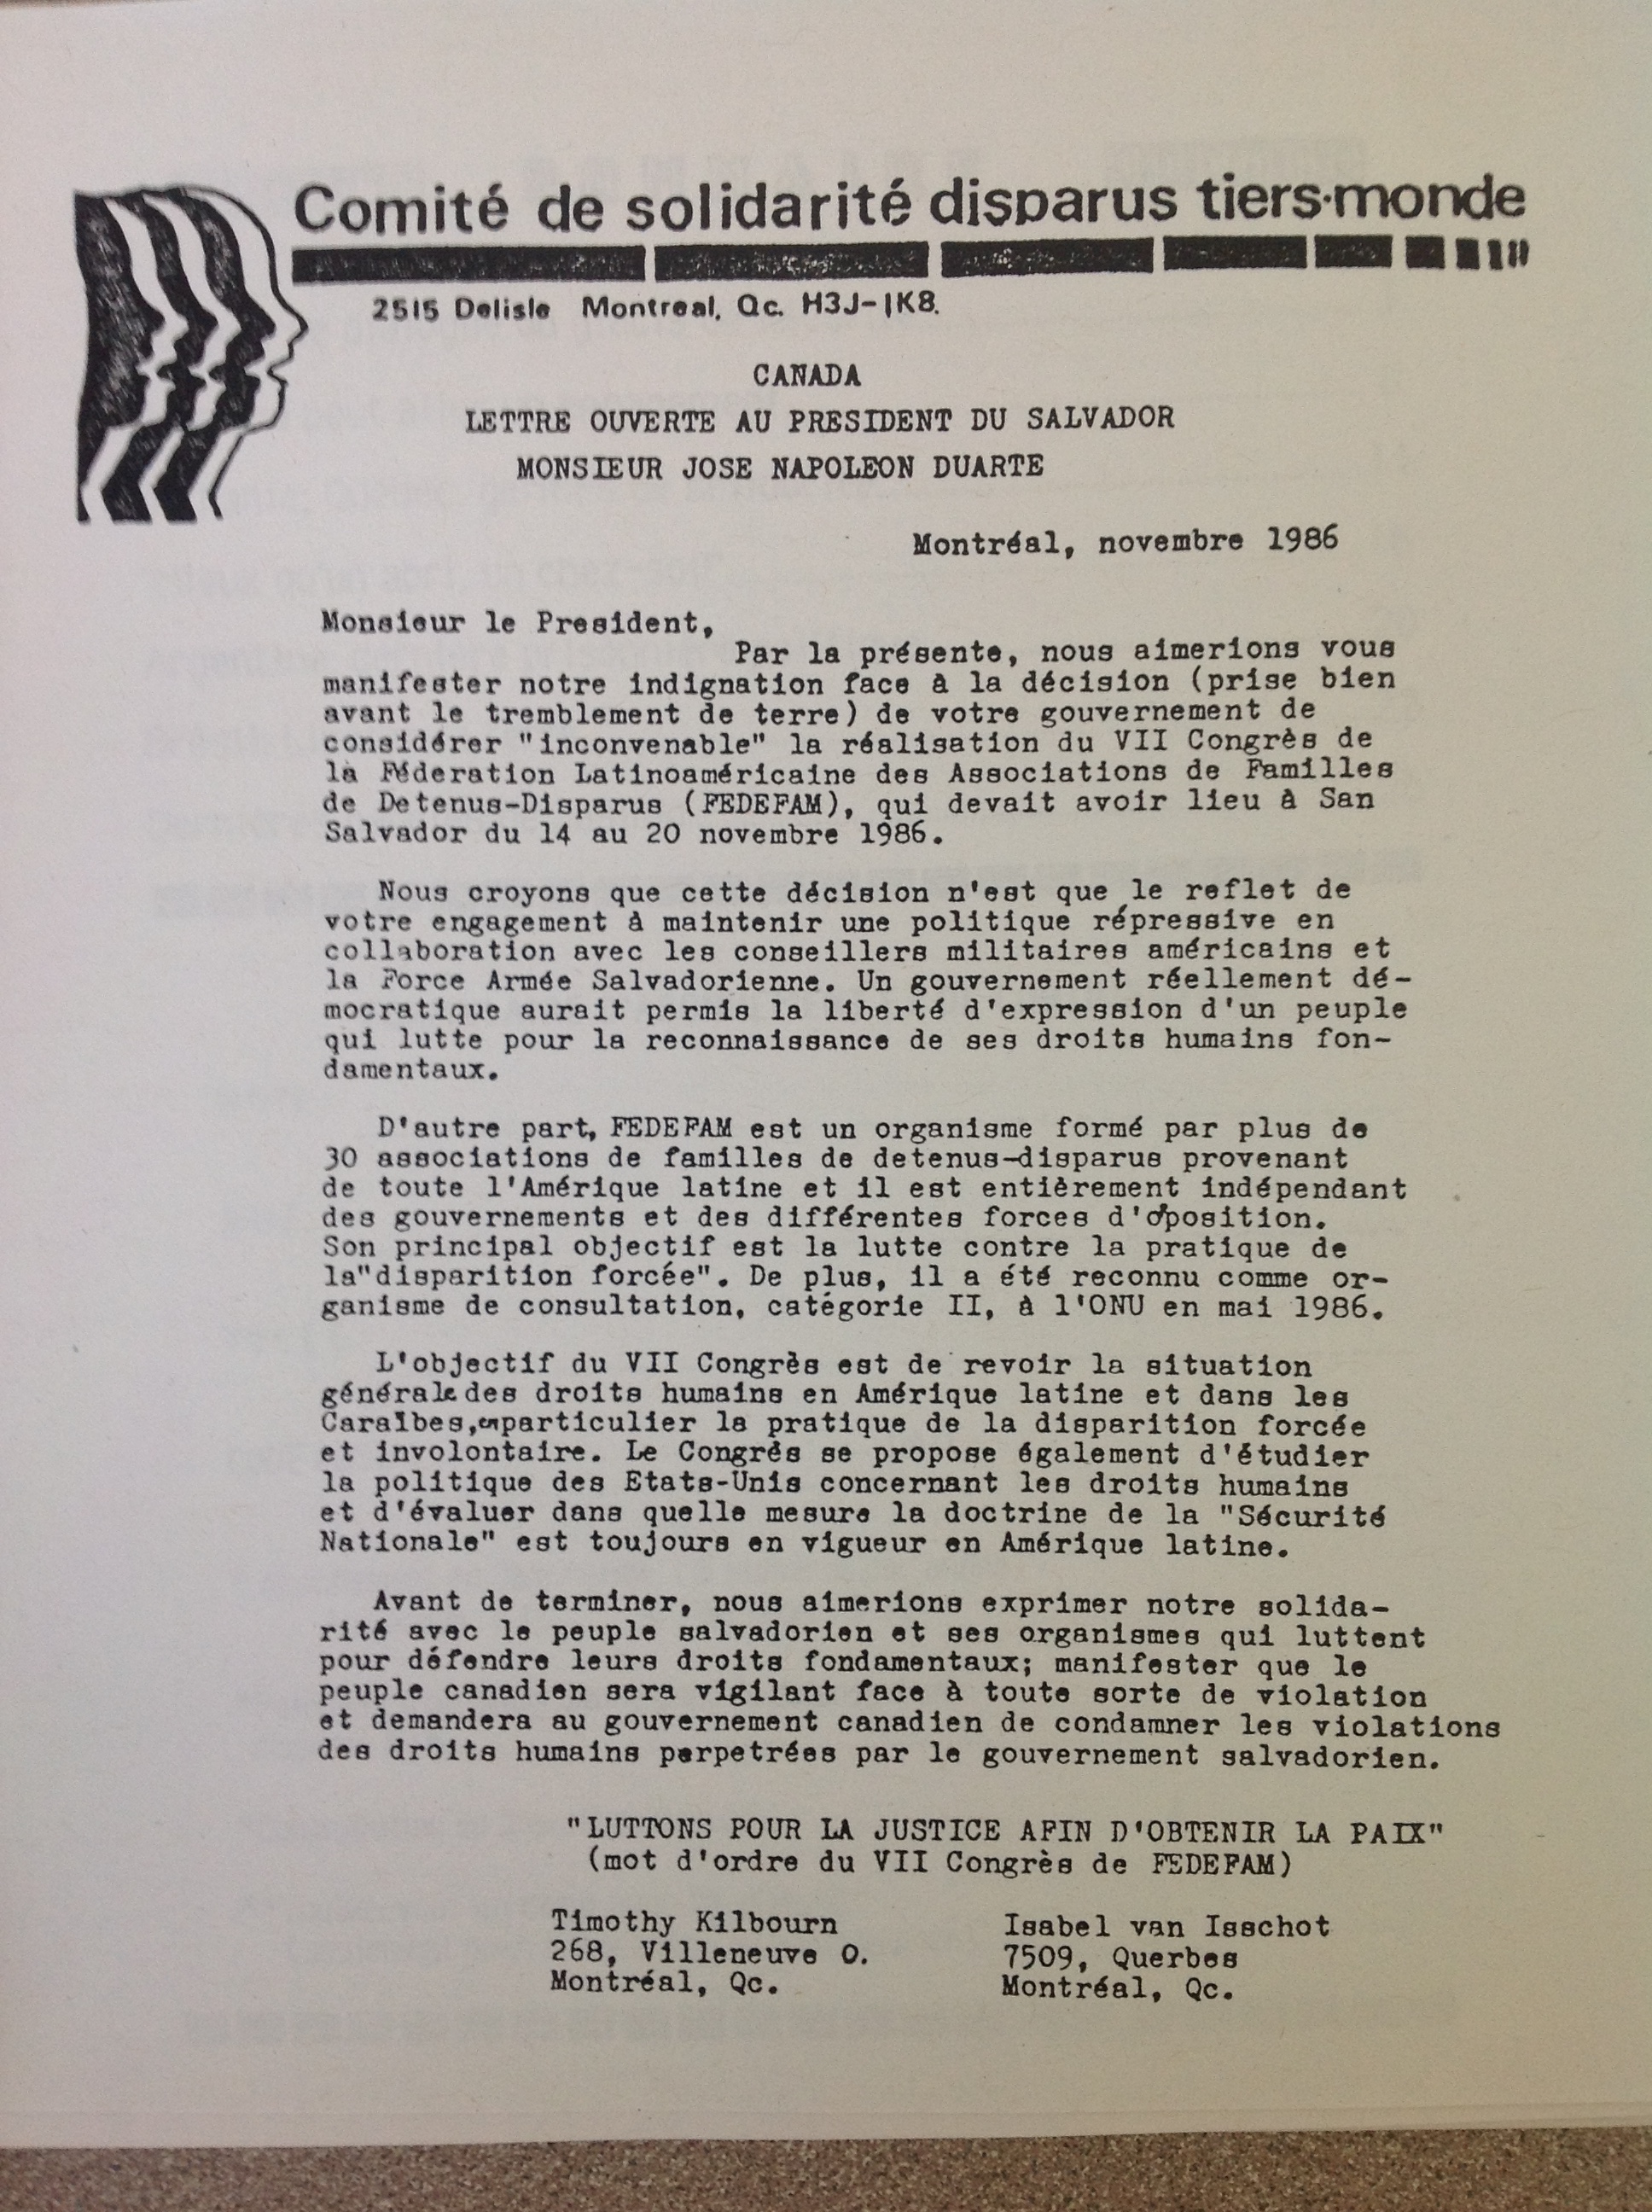 Comité de solidarité disparus tiers·monde
2515 Delisle Montreal, Qc. H3J-1K8.
CANADA
LETTRE OUVERTE AU PRESIDENT DU SALVADOR
MONSIEUR JOSE NAPOLEON DUARTE
Montréal, novembre 1986
Monsieur le President,
Par la présente, nous aimerions vous
manifester notre indignation face à la décision (prise bien
avant le tremblement de terre) de votre gouvernement de
considérer "inconvenable" la réalisation du VII Congrès de
la Féderation Latinoaméricaine des Associations de Familles
de Detenus-Disparus (FEDEFAM), qui devait avoir lieu à San
Salvador du 14 au 20 novembre 1986.
Nous croyons que cette décision n'est que le reflet de
votre engagement à maintenir une politique répressive en
collaboration avec les conseillers militaires américains et
la Force Armée Salvadorienne. Un gouvernement réellement dé-
mocratique aurait permis la liberté d'expression d'un peuple
qui lutte pour la reconnaissance de ses droits humains fon-
damentaux.
D'autre part, FEDEFAM est un organisme formé par plus de
30 associations de familles de detenus-disparus provenant
de toute l'Amérique latine et il est entièrement indépendant
des gouvernements et des différentes forces d'oposition.
Son principal objectif est la lutte contre la pratique de
la"disparition forcée". De plus, il a été reconnu comme or-
ganisme de consultation, catégorie II, à l'ONU en mai 1986.
L'objectif du VII Congrès est de revoir la situation
générale des droits humains en Amérique latine et dans les
Caraïbes,en particulier la pratique de la disparition forcée
et involontaire. Le Congrés se propose également d'étudier
la politique des Etats-Unis concernant les droits humains
et d'évaluer dans quelle mesure la doctrine de la "Sécurité
Nationale" est toujours en vigueur en Amérique latine.
Avant de terminer, nous aimerions exprimer notre solida-
rité avec le peuple salvadorien et ses organismes qui luttent
pour défendre leurs droits fondamentaux; manifester que le
peuple canadien sera vigilant face à toute sorte de violation
et demandera au gouvernement canadien de condamner les violations
des droits humains perpetrées par le gouvernement salvadorien.
"LUTTONS POUR LA JUSTICE AFIN D'OBTENIR LA PAIX"
(mot d'ordre du VII Congrès de FEDEFAM)
Timothy Kilbourn Isabel van Isschot
268, Villeneuve O. 7509, Querbes
Montréal, Qc. Montréal, Qc.